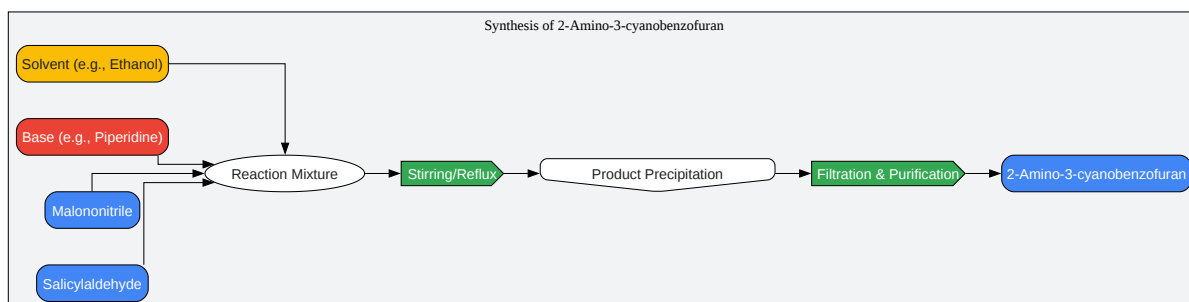 Synthesis of 2-Amino-3-cyanobenzofuran
Solvent (e.g., Ethanol)
Base (e.g., Piperidine)
Reaction Mixture
Stirring/Reflux
Product Precipitation
Filtration & Purification
2-Amino-3-cyanobenzofuran
Malononitrile
Salicylaldehyde